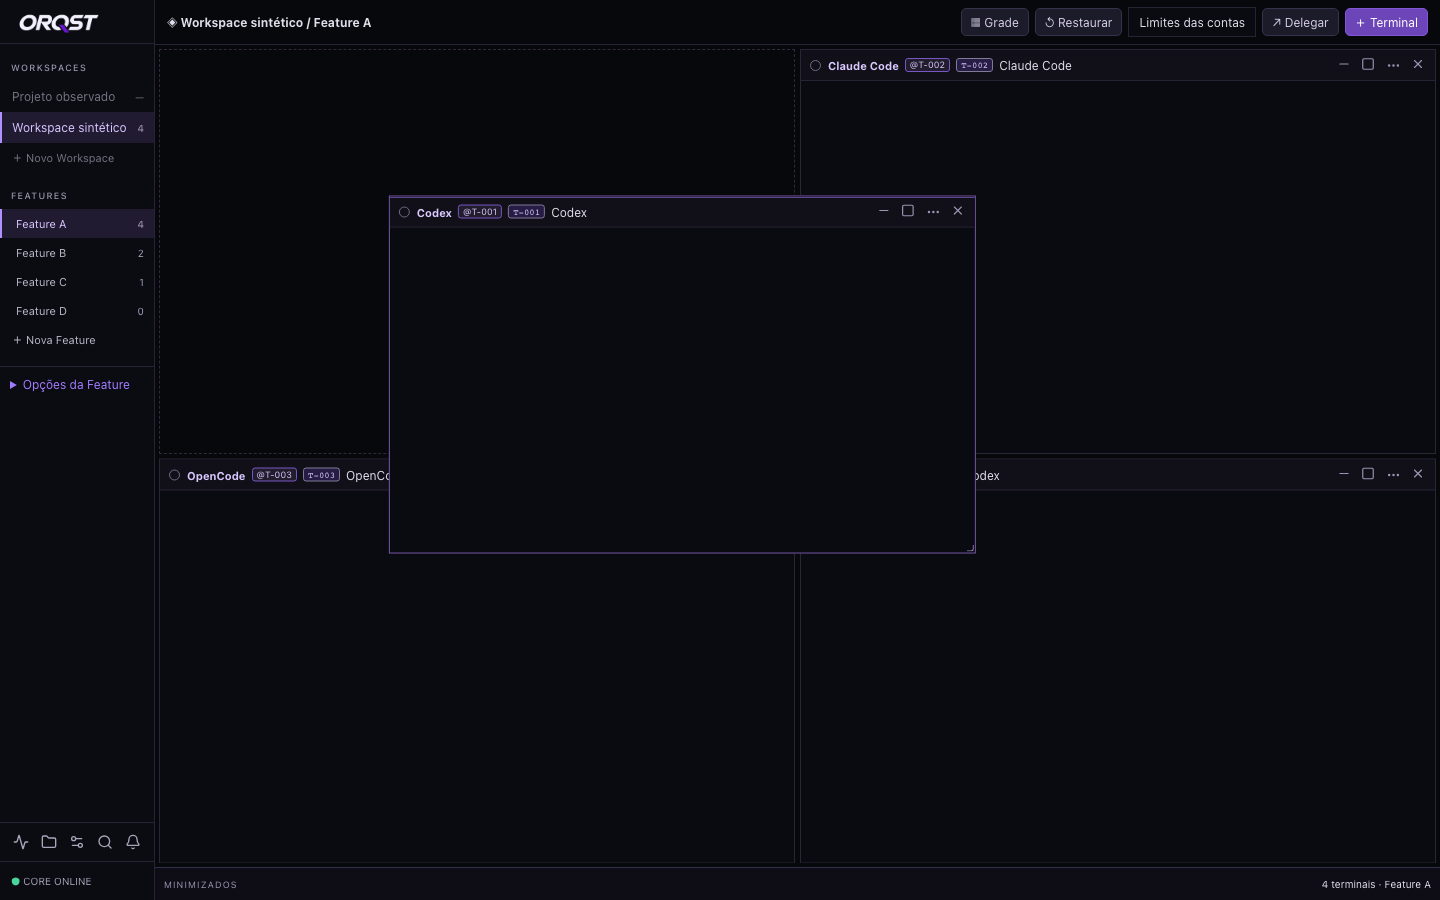 ORQST
◈ Workspace sintético / Feature A
▦ Grade
↺ Restaurar
Limites das contas
↗ Delegar
+ Terminal
WORKSPACES
Projeto observado —
Workspace sintético 4
+ Novo Workspace
FEATURES
Feature A 4
Feature B 2
Feature C 1
Feature D 0
+ Nova Feature
▶ Opções da Feature
Claude Code @T-002 T-002 Claude Code
Codex @T-001 T-001 Codex
OpenCode @T-003 T-003 OpenCo
odex
CORE ONLINE
MINIMIZADOS
4 terminais · Feature A